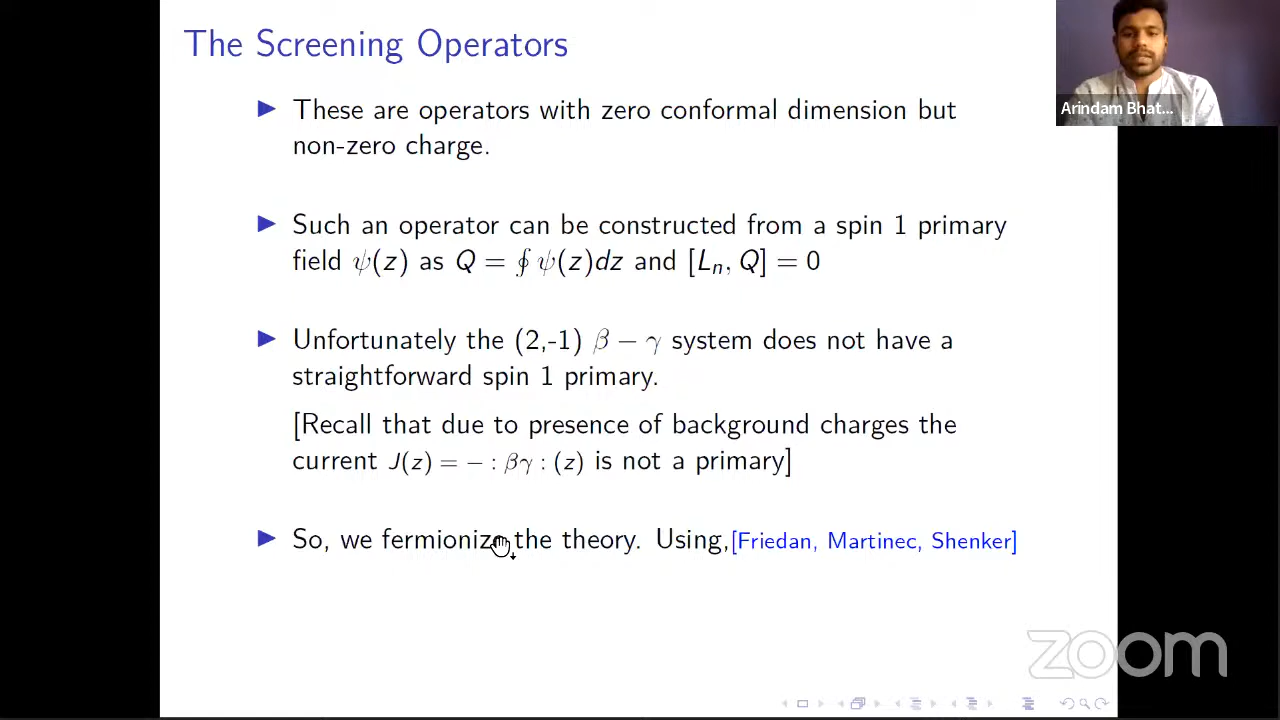 The Screening Operators
Arindam Bhat...
These are operators with zero conformal dimension but
non-zero charge.
Such an operator can be constructed from a spin 1 primary
field ψ(z) as Q = ∮ ψ(z)dz and [Lₙ, Q] = 0
Unfortunately the (2,-1) β − γ system does not have a
straightforward spin 1 primary.
[Recall that due to presence of background charges the
current J(z) = − : βγ : (z) is not a primary]
So, we fermionize the theory. Using,[Friedan, Martinec, Shenker]
zoom